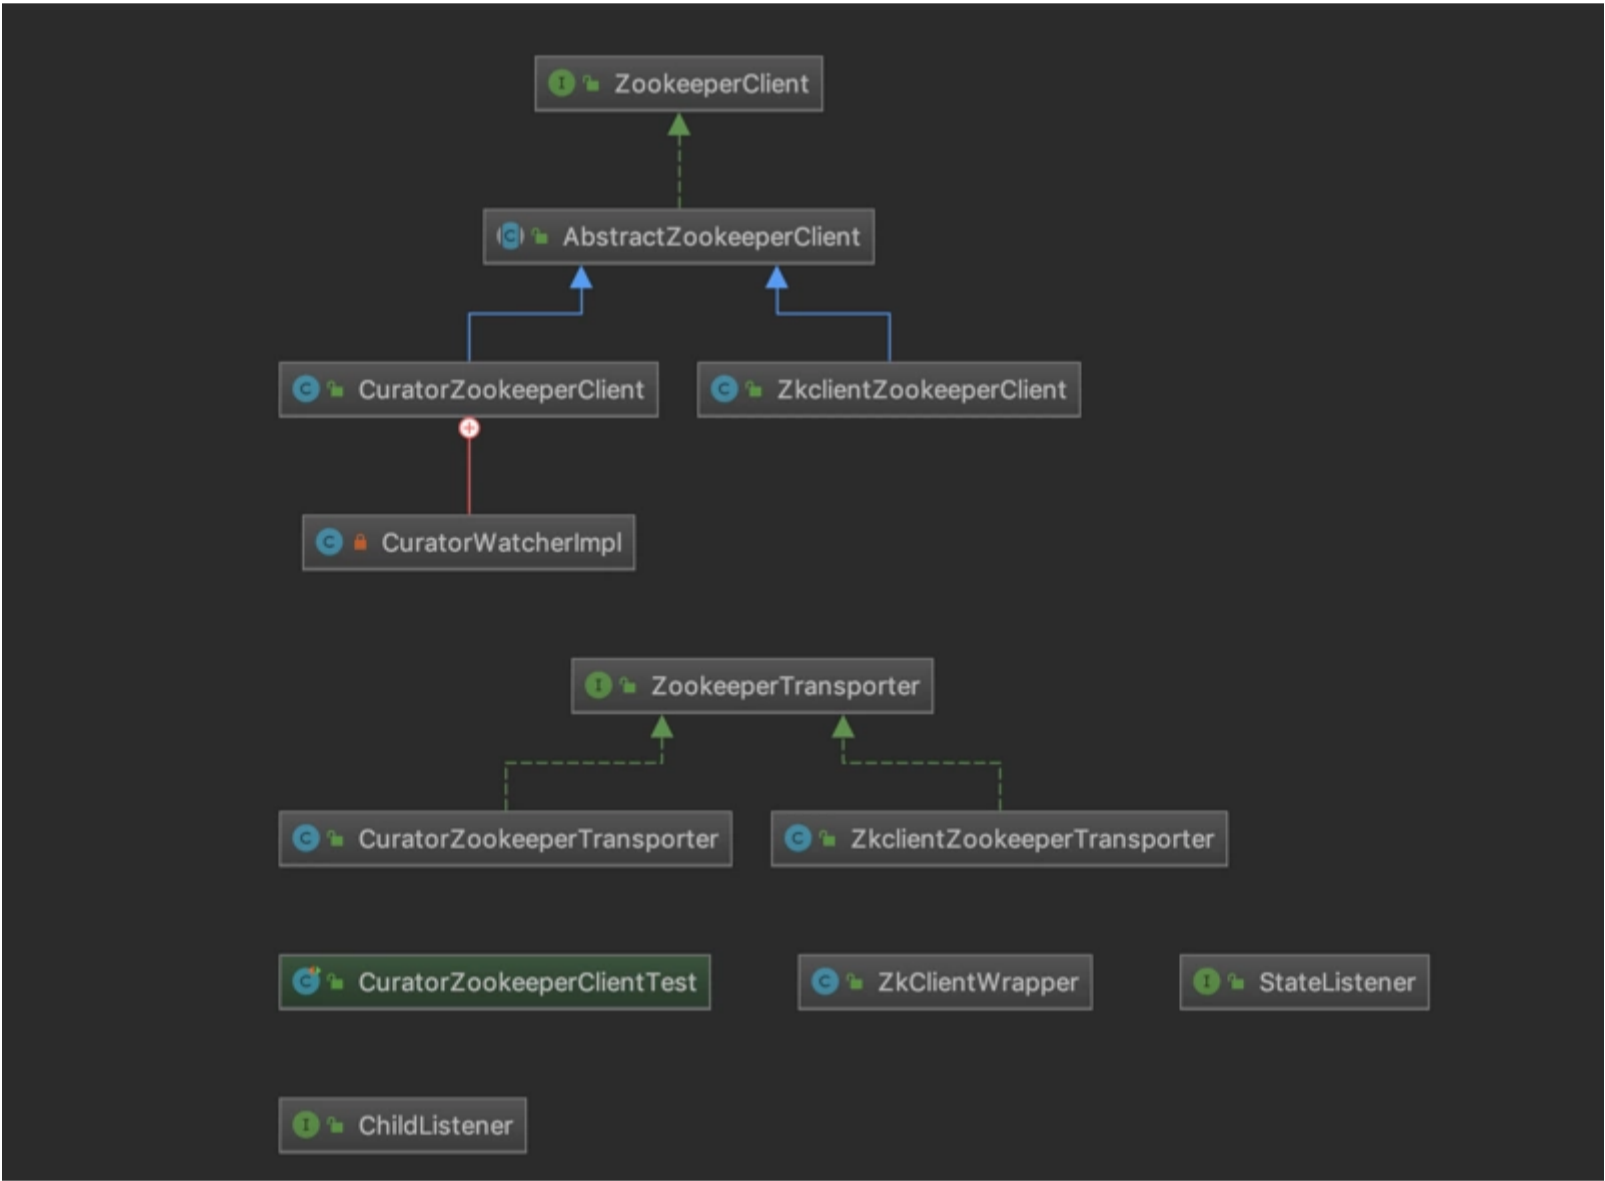 ZookeeperClient
AbstractZookeeperClient
CuratorZookeeperClient
ZkclientZookeeperClient
CuratorWatcherImpl
ZookeeperTransporter
CuratorZookeeperTransporter
ZkclientZookeeperTransporter
CuratorZookeeperClientTest
ZkClientWrapper
StateListener
ChildListener